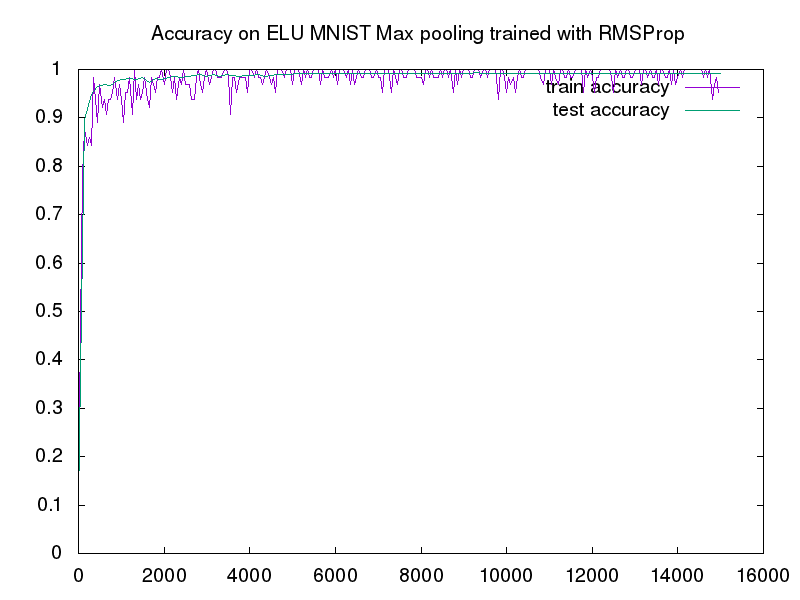 Accuracy on ELU MNIST Max pooling trained with RMSProp
1
train accuracy
0.9
test accuracy
0.8
0.7
0.6
0.5
0.4
0.3
0.2
0.1
0
0 2000 4000 6000 8000 10000 12000 14000 16000